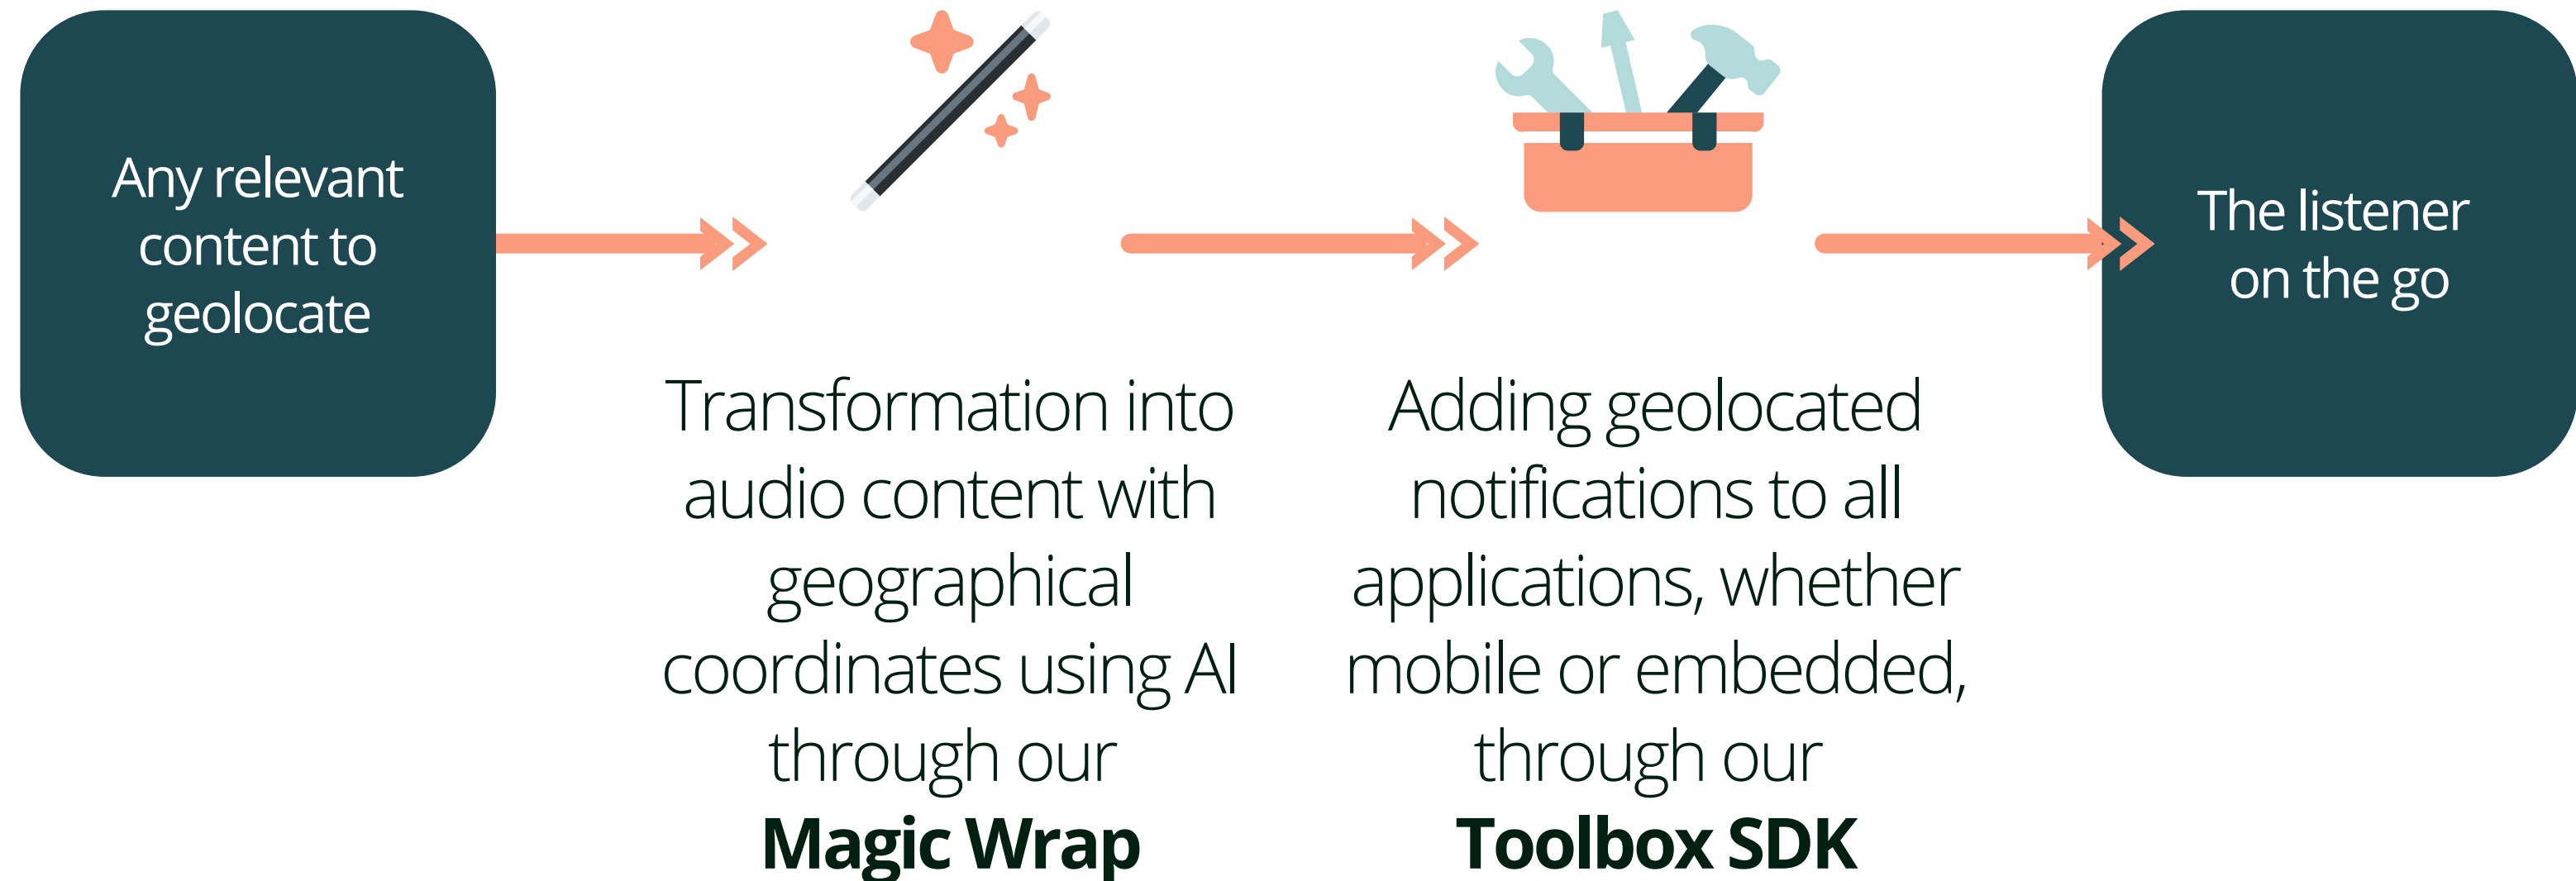 Any relevant
content to
geolocate
Transformation into
audio content with
geographical
coordinates using AI
through our
Magic Wrap
Adding geolocated
notifications to all
applications, whether
mobile or embedded,
through our
Toolbox SDK
The listener
on the go